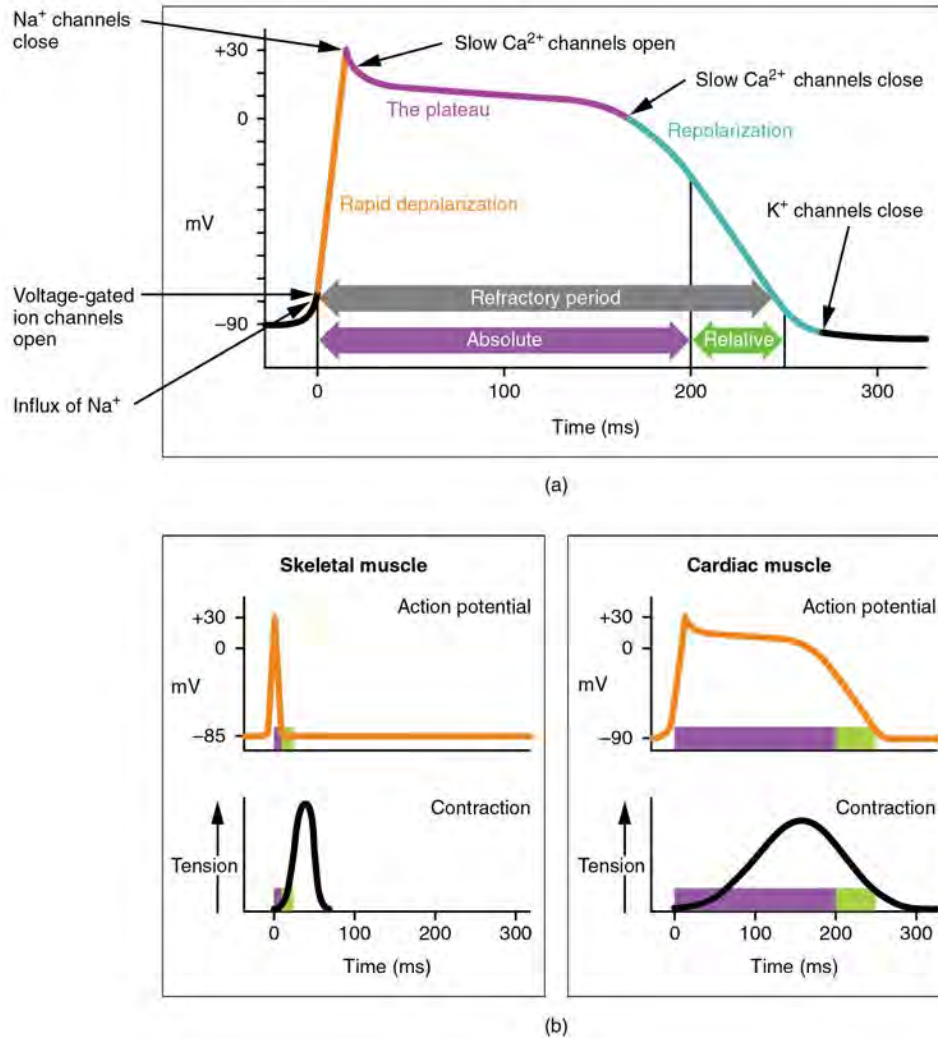 Na⁺ channels
close
+30
Slow Ca²⁺ channels open
Slow Ca²⁺ channels close
The plateau
0
Repolarization
Rapid depolarization
mV
K⁺ channels close
Voltage-gated
ion channels
open
Refractory period
–90
Absolute
Relative
Influx of Na⁺
0
100
200
300
Time (ms)
(a)
Skeletal muscle
Action potential
+30
0
mV
–85
Contraction
Tension
0
100
200
300
Time (ms)
Cardiac muscle
Action potential
+30
0
mV
–90
Contraction
Tension
0
100
200
300
Time (ms)
(b)